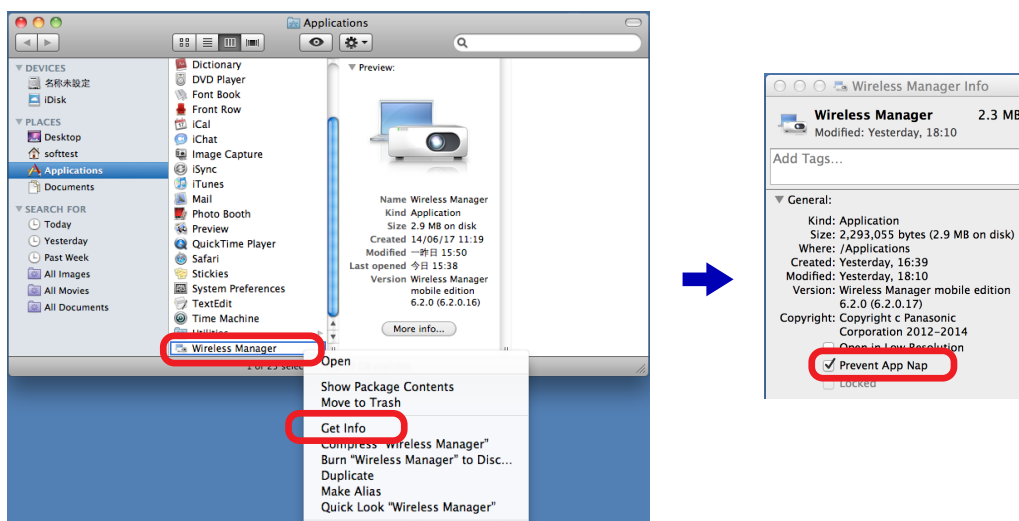 Applications
DEVICES
名称未設定
iDisk
PLACES
Desktop
softtest
Applications
Documents
SEARCH FOR
Today
Yesterday
Past Week
All Images
All Movies
All Documents
Dictionary
DVD Player
Font Book
Front Row
iCal
iChat
Image Capture
iSync
iTunes
Mail
Photo Booth
Preview
QuickTime Player
Safari
Stickies
System Preferences
TextEdit
Time Machine
Utilities
Wireless Manager
Preview:
Name Wireless Manager
Kind Application
Size 2.9 MB on disk
Created 14/06/17 11:19
Modified 一昨日 15:50
Last opened 今日 15:38
Version Wireless Manager
mobile edition
6.2.0 (6.2.0.16)
More info...
1 of 25 selec
Open
Show Package Contents
Move to Trash
Get Info
Compress "Wireless Manager"
Burn "Wireless Manager" to Disc...
Duplicate
Make Alias
Quick Look "Wireless Manager"
Wireless Manager Info
Wireless Manager 2.3 MB
Modified: Yesterday, 18:10
Add Tags...
General:
Kind: Application
Size: 2,293,055 bytes (2.9 MB on disk)
Where: /Applications
Created: Yesterday, 16:39
Modified: Yesterday, 18:10
Version: Wireless Manager mobile edition
6.2.0 (6.2.0.17)
Copyright: Copyright c Panasonic
Corporation 2012-2014
Open in Low Resolution
Prevent App Nap
Locked